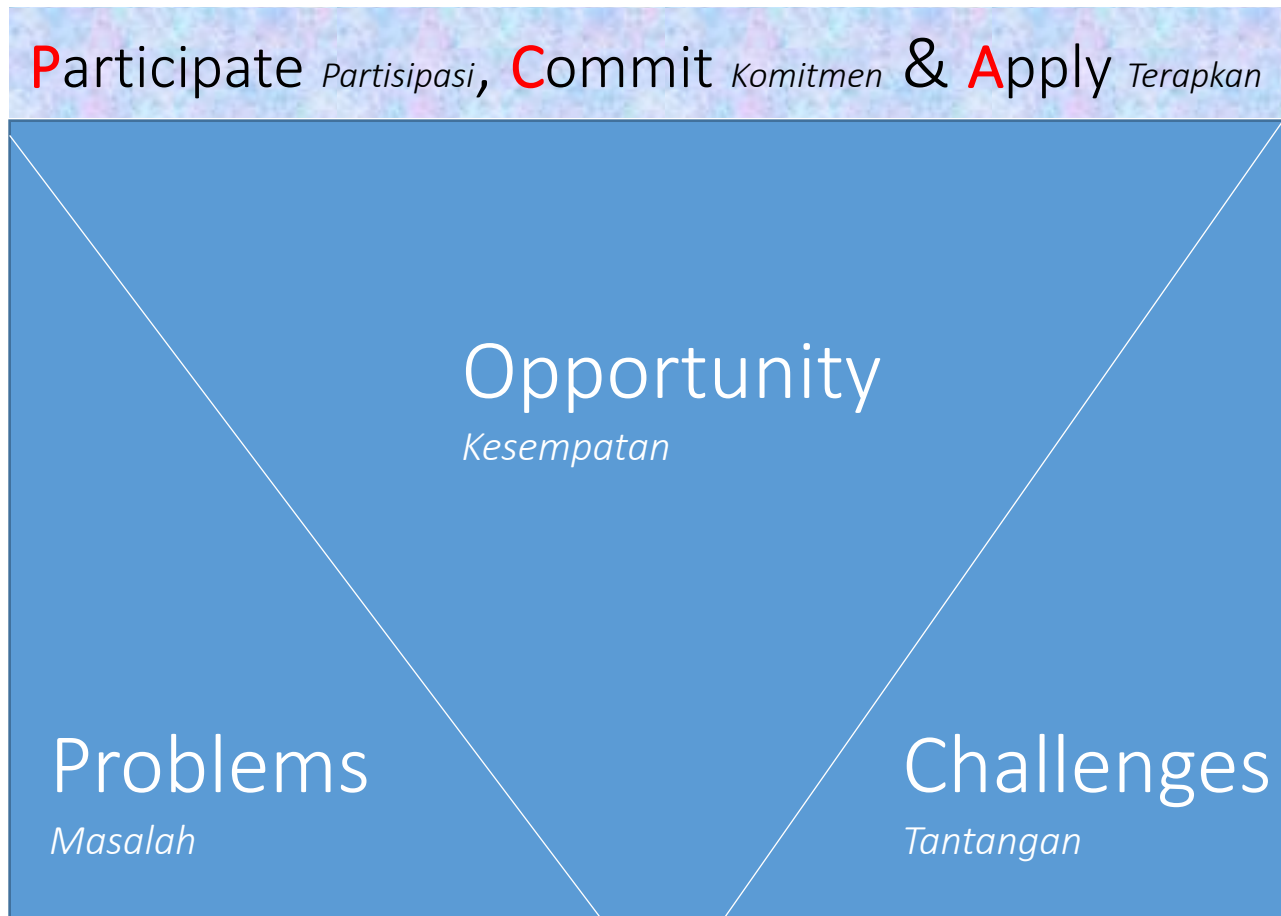 Participate Partisipasi, Commit Komitmen & Apply Terapkan
Opportunity
Kesempatan
Problems
Masalah
Challenges
Tantangan